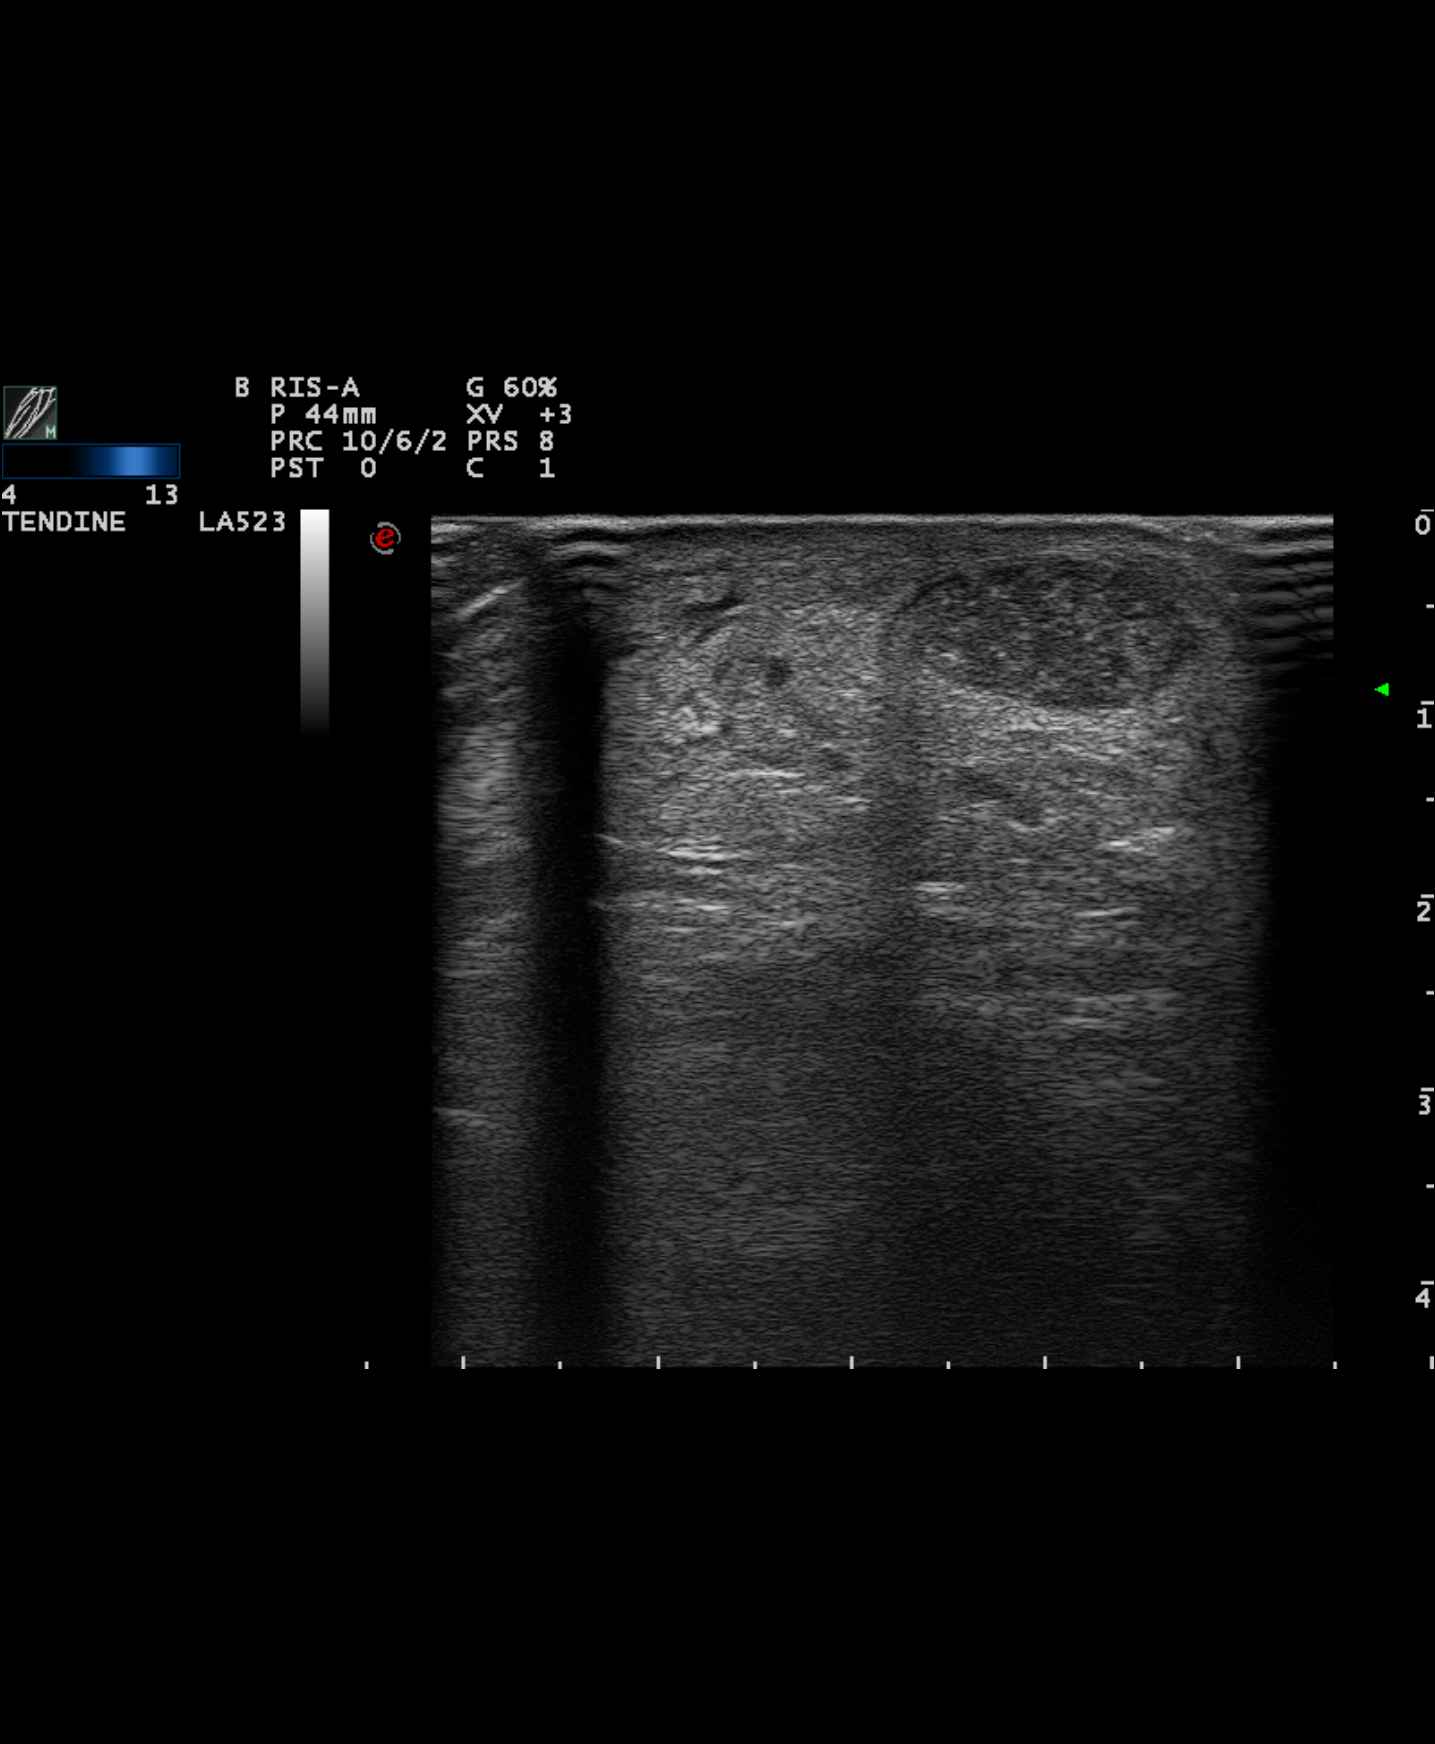 B RIS-A G 60%
P 44mm XV +3
PRC 10/6/2 PRS 8
PST 0 C 1
M
4 13
TENDINE LA523
e
0
1
2
3
4